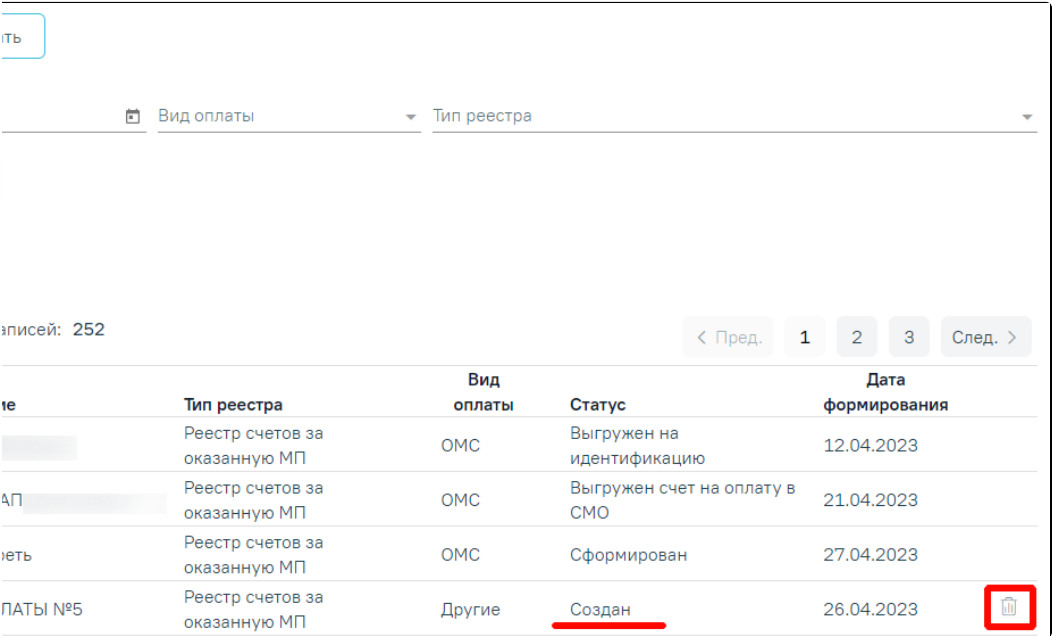 ть
Вид оплаты Тип реестра
аписей: 252
Пред. 1 2 3 След.
ие Тип реестра Вид оплаты Статус Дата формирования
Реестр счетов за оказанную МП ОМС Выгружен на идентификацию 12.04.2023
АП Реестр счетов за оказанную МП ОМС Выгружен счет на оплату в СМО 21.04.2023
реть Реестр счетов за оказанную МП ОМС Сформирован 27.04.2023
ПЛАТЫ №5 Реестр счетов за оказанную МП Другие Создан 26.04.2023